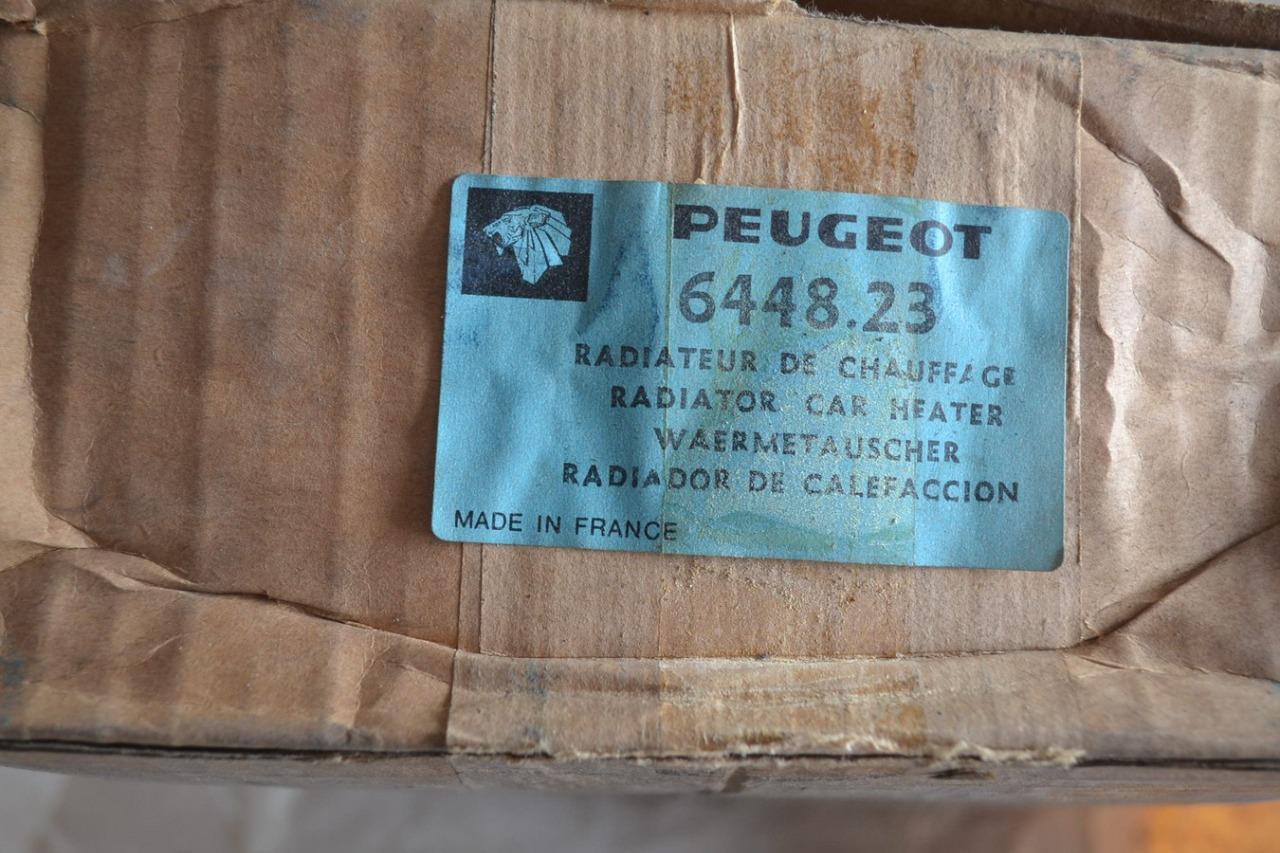 PEUGEOT
6448.23
RADIATEUR DE CHAUFFAGE
RADIATOR CAR HEATER
WAERMETAUSCHER
RADIADOR DE CALEFACCION
MADE IN FRANCE